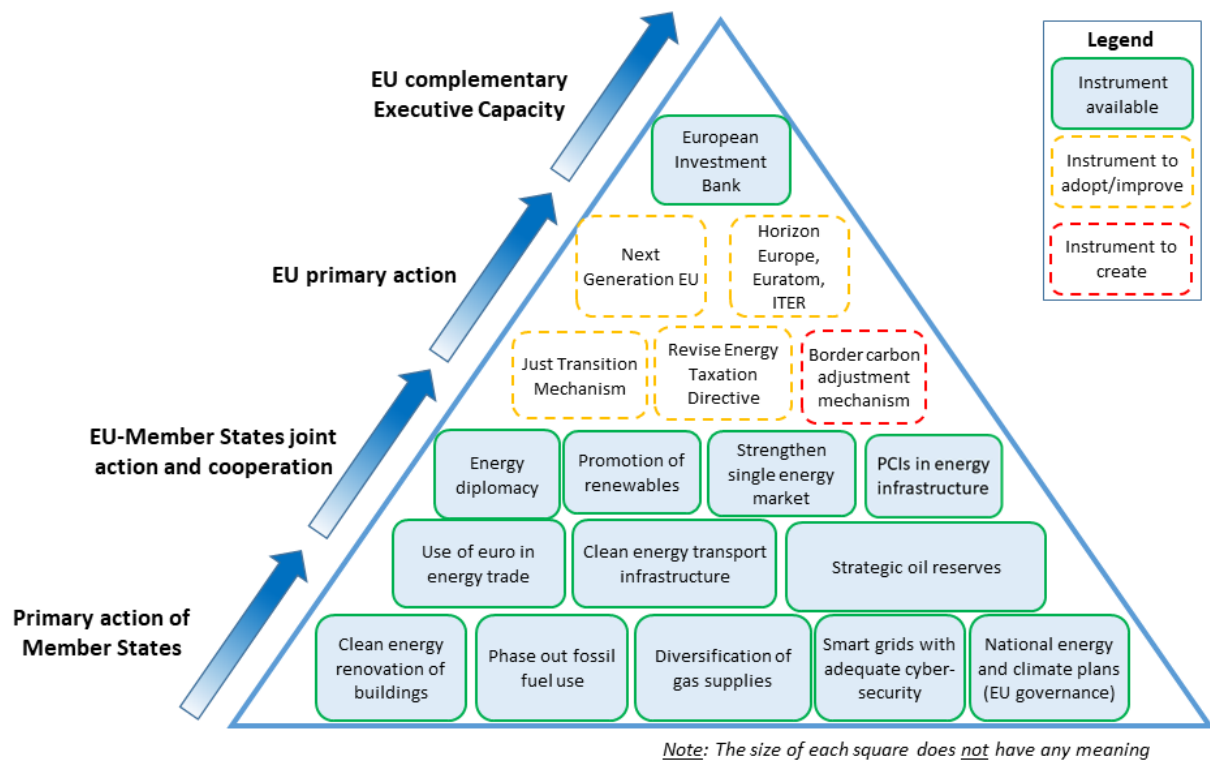 EU complementary
Executive Capacity
EU primary action
EU-Member States joint
action and cooperation
Primary action of
Member States
European
Investment
Bank
Next
Generation EU
Horizon
Europe,
Euratom,
ITER
Just Transition
Mechanism
Revise Energy
Taxation
Directive
Border carbon
adjustment
mechanism
Energy
diplomacy
Promotion of
renewables
Strengthen
single energy
market
PCIs in energy
infrastructure
Use of euro in
energy trade
Clean energy transport
infrastructure
Strategic oil reserves
Clean energy
renovation of
buildings
Phase out fossil
fuel use
Diversification of
gas supplies
Smart grids with
adequate cyber-
security
National energy
and climate plans
(EU governance)
Legend
Instrument
available
Instrument to
adopt/improve
Instrument to
create
Note: The size of each square does not have any meaning